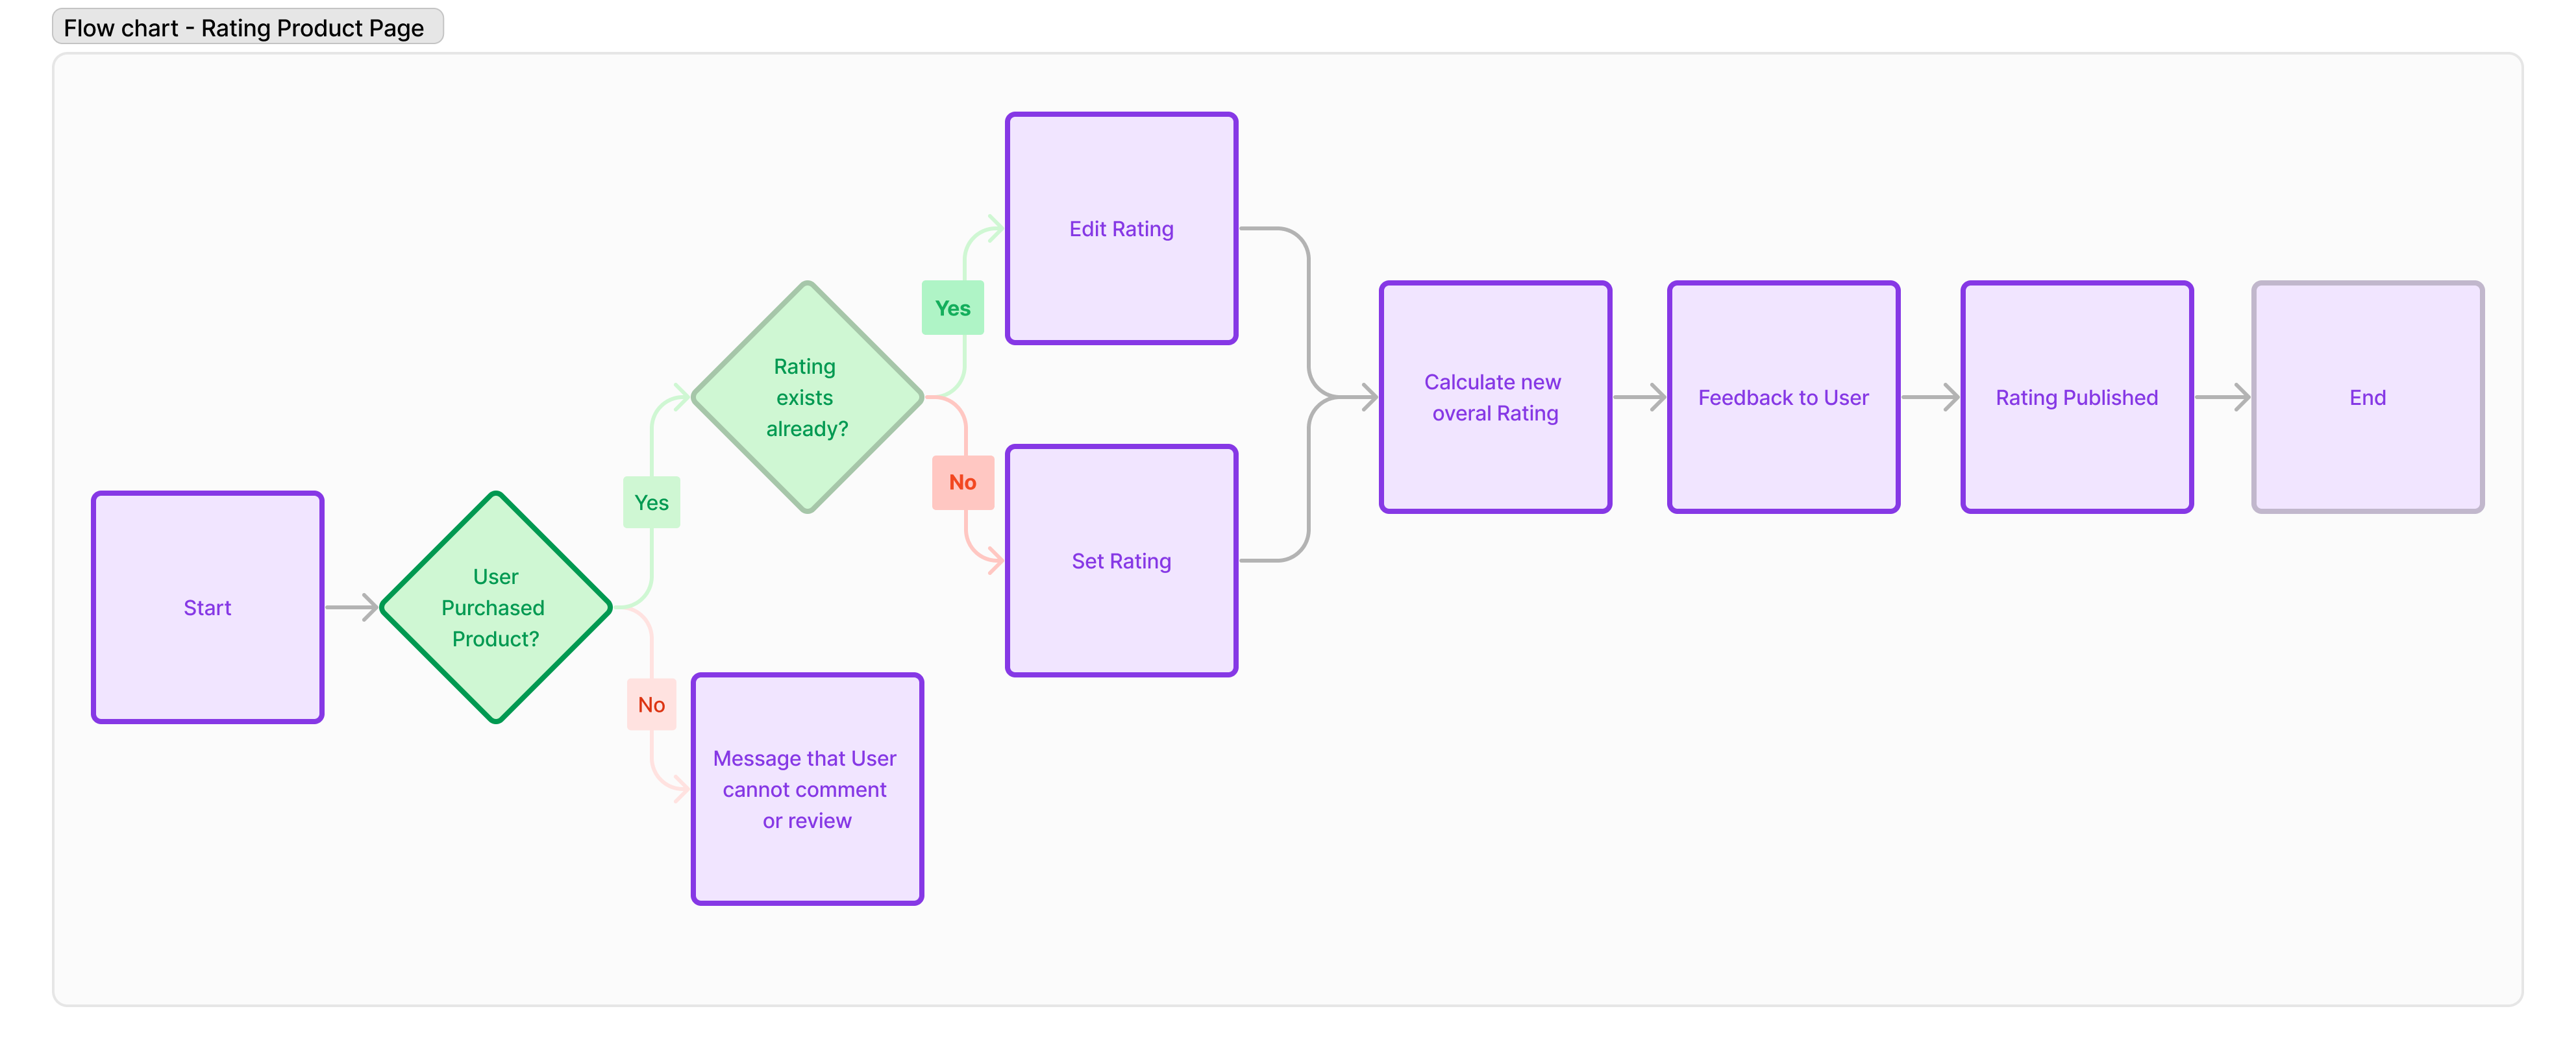 Flow chart - Rating Product Page
Start
User
Purchased
Product?
Yes
No
Rating
exists
already?
Message that User
cannot comment
or review
Yes
No
Edit Rating
Set Rating
Calculate new
overal Rating
Feedback to User
Rating Published
End